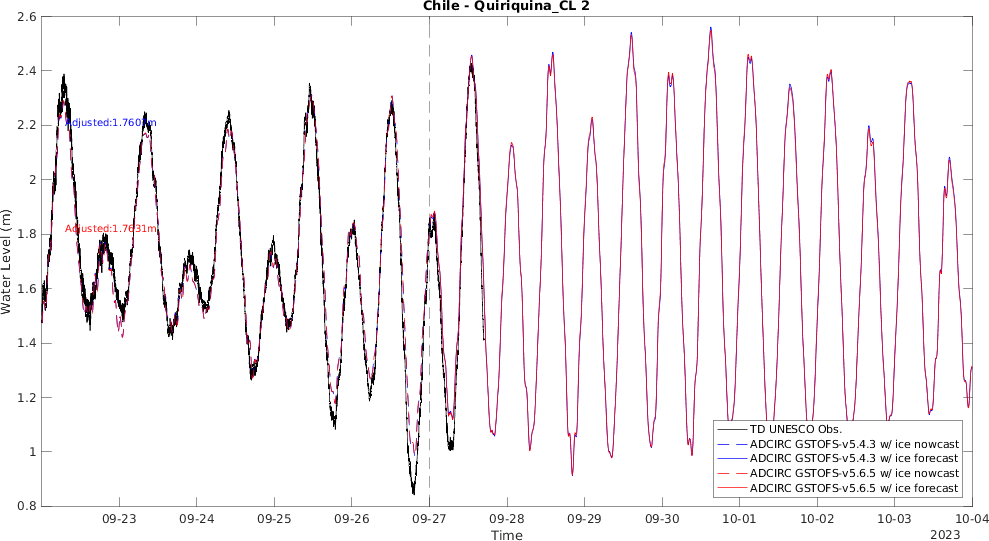 Chile - Quiriquina_CL 2
2.6
2.4
2.2
2
1.8
1.6
1.4
1.2
1
0.8
Water Level (m)
Adjusted:1.7631m
TD UNESCO Obs.
ADCIRC GSTOFS-v5.4.3 w/ ice nowcast
ADCIRC GSTOFS-v5.4.3 w/ ice forecast
ADCIRC GSTOFS-v5.6.5 w/ ice nowcast
ADCIRC GSTOFS-v5.6.5 w/ ice forecast
09-23 09-24 09-25 09-26 09-27 09-28 09-29 09-30 10-01 10-02 10-03 10-04
Time
2023